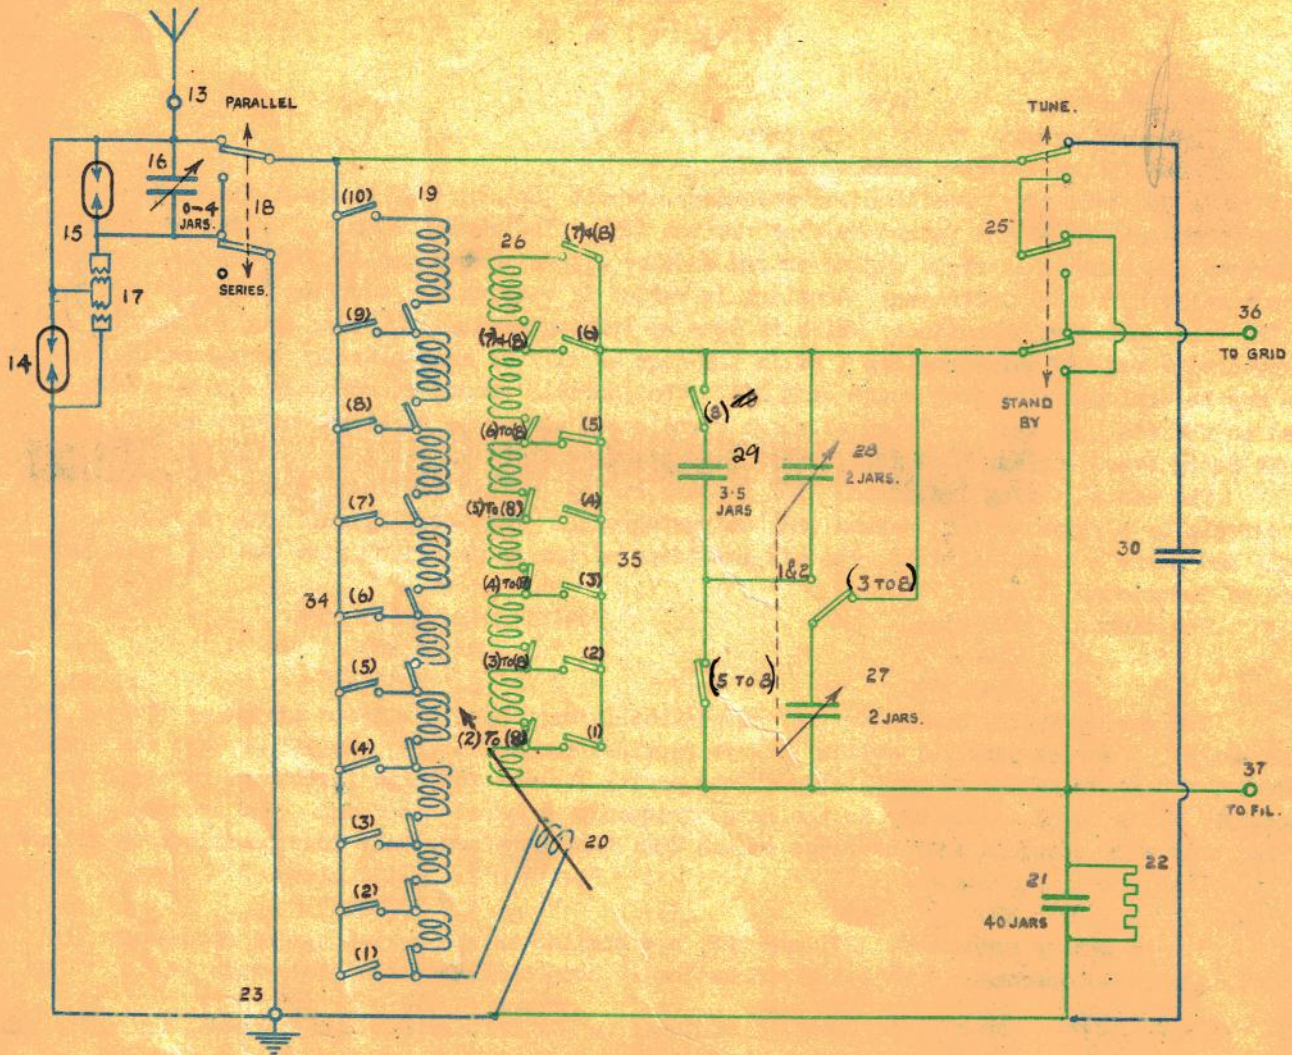 13
PARALLEL
TUNE.
16
0-4
JARS.
18
SERIES.
15
17
14
(10)
19
(9)
(8)
(7)
34
(6)
(5)
(4)
(3)
(2)
(1)
23
26
(7)&(8)
(7)&(8)
(6)
(6)TO(8)
(5)
(5)TO(8)
(4)
(4)TO(8)
(3)
(3)TO(8)
(2)
(2)TO(8)
(1)
35
20
25
36
TO GRID
STAND
BY
(8)
29
3·5
JARS
28
2 JARS.
1&2
(3 TO 8)
30
(5 TO 8)
27
2 JARS.
37
TO FIL.
21
40 JARS
22